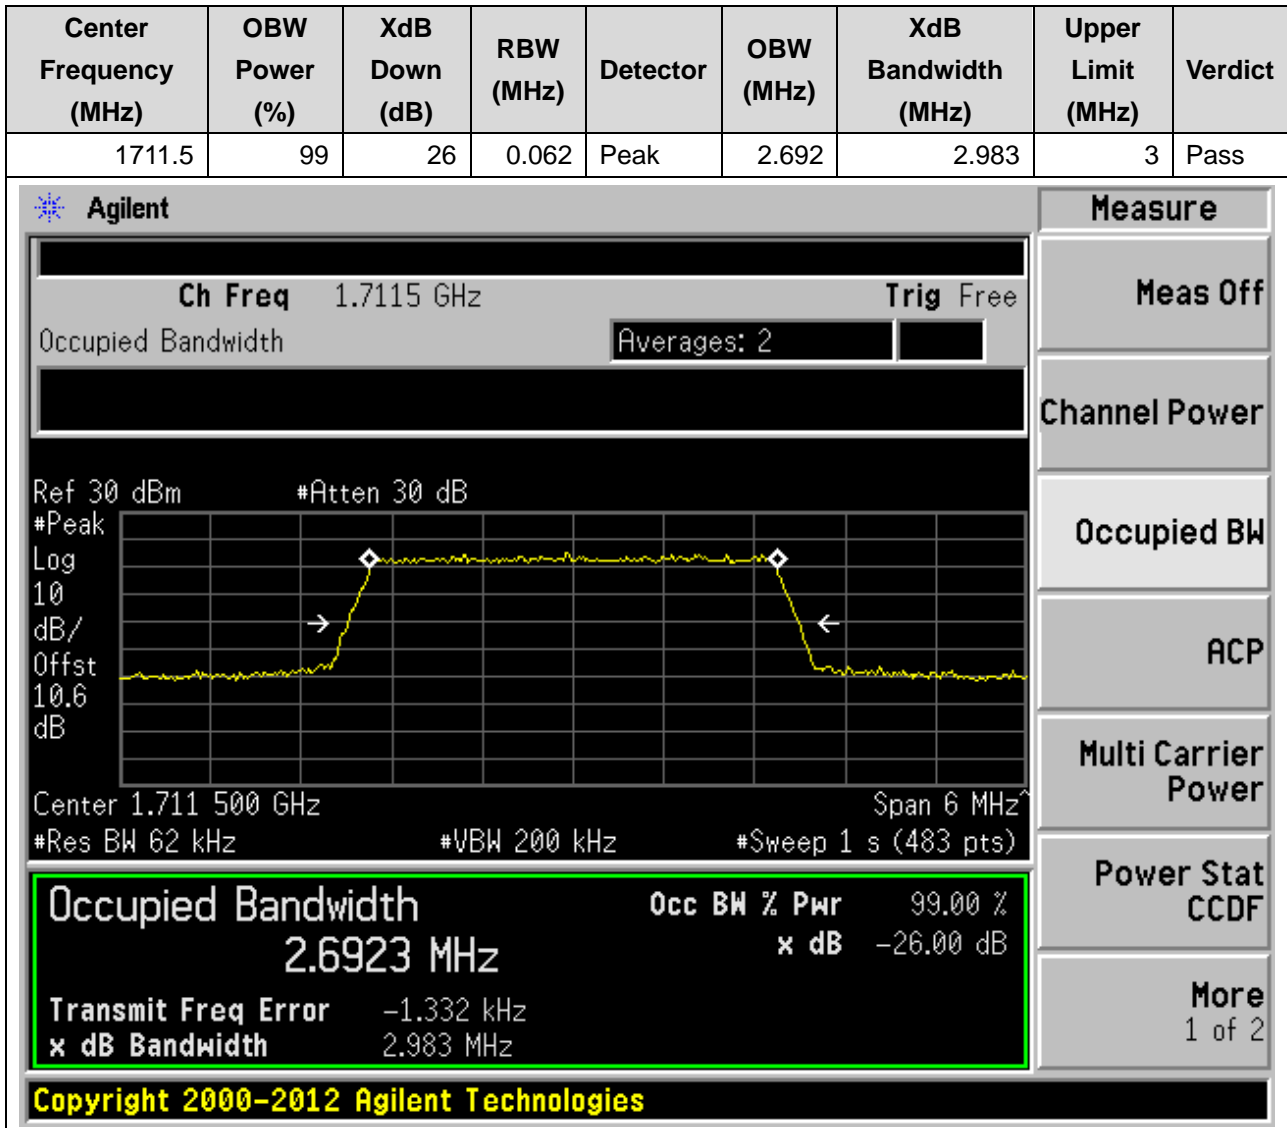 Center Frequency (MHz) OBW Power (%) XdB Down (dB) RBW (MHz) Detector OBW (MHz) XdB Bandwidth (MHz) Upper Limit (MHz) Verdict
1711.5 99 26 0.062 Peak 2.692 2.983 3 Pass
Agilent
Measure
Ch Freq 1.7115 GHz Trig Free
Meas Off
Occupied Bandwidth Averages: 2
Channel Power
Ref 30 dBm #Atten 30 dB
#Peak
Log
10
dB/
Offst
10.6
dB
Occupied BW
ACP
Center 1.711 500 GHz Span 6 MHz^
#Res BW 62 kHz #VBW 200 kHz #Sweep 1 s (483 pts)
Multi Carrier
Power
Occupied Bandwidth
2.6923 MHz
Occ BW % Pwr 99.00 %
x dB -26.00 dB
Transmit Freq Error -1.332 kHz
x dB Bandwidth 2.983 MHz
Power Stat
CCDF
More
1 of 2
Copyright 2000-2012 Agilent Technologies